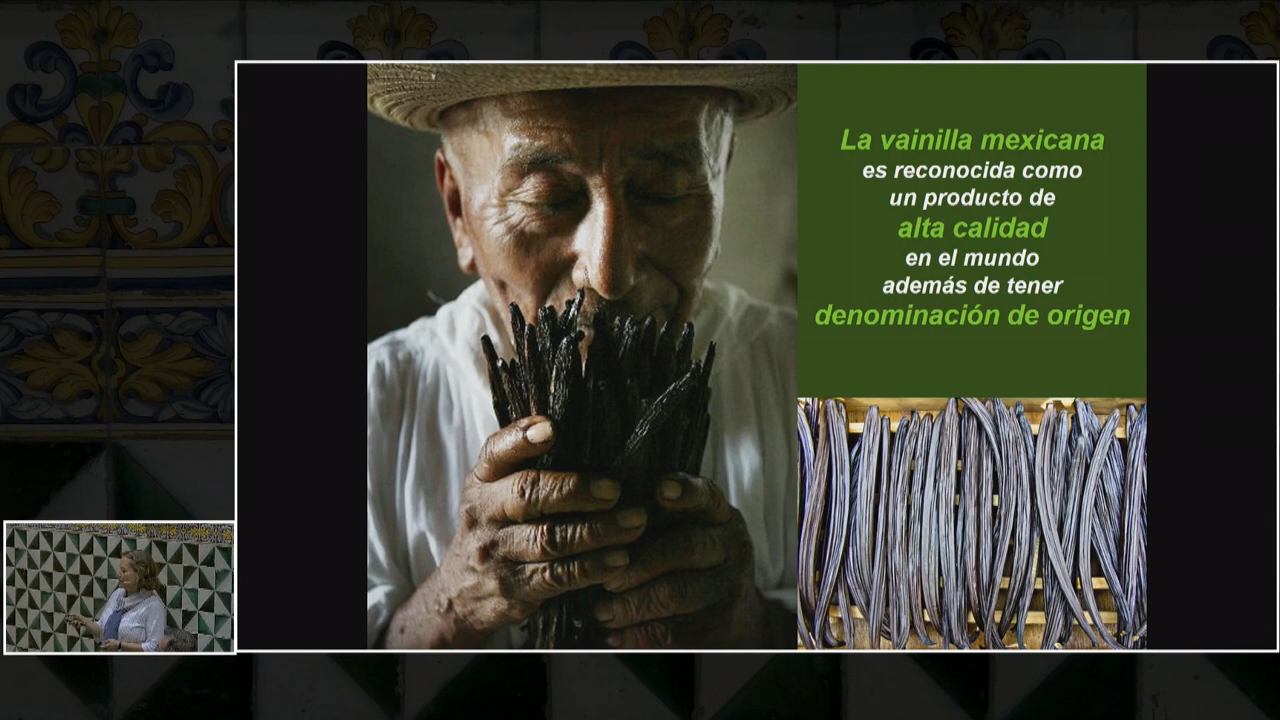 La vainilla mexicana
es reconocida como
un producto de
alta calidad
en el mundo
además de tener
denominación de origen